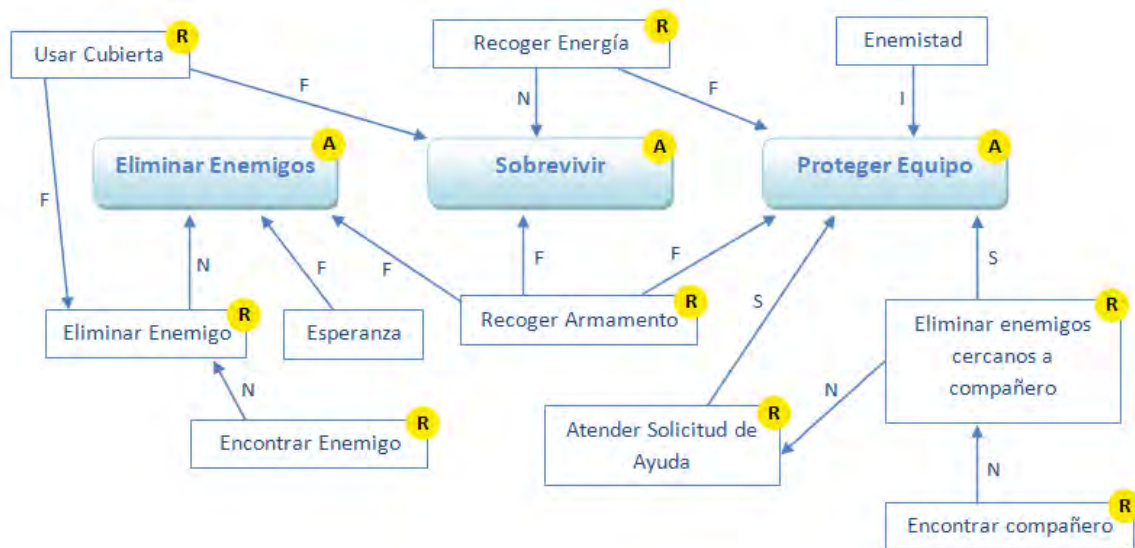 R
Usar Cubierta
R
Recoger Energía
Enemistad
F
N
F
I
A
Eliminar Enemigos
A
Sobrevivir
A
Proteger Equipo
F
N
F
F
F
F
S
S
R
Eliminar Enemigo
Esperanza
R
Recoger Armamento
R
Eliminar enemigos
cercanos a
compañero
N
N
R
Encontrar Enemigo
R
Atender Solicitud de
Ayuda
N
R
Encontrar compañero